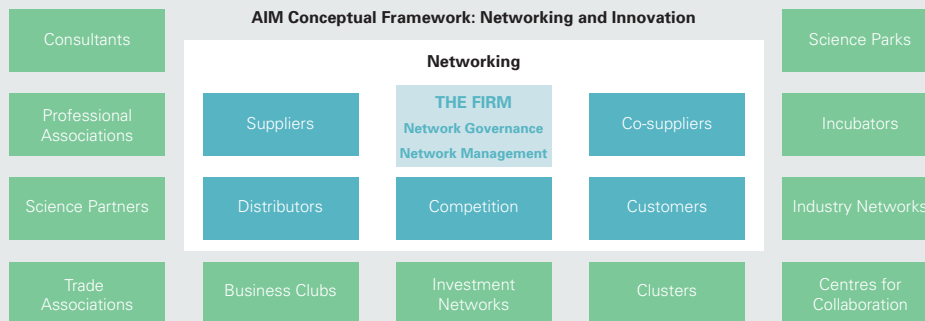 AIM Conceptual Framework: Networking and Innovation
Consultants
Science Parks
Networking
Professional
Associations
Suppliers
THE FIRM
Network Governance
Network Management
Co-suppliers
Incubators
Science Partners
Distributors
Competition
Customers
Industry Networks
Trade
Associations
Business Clubs
Investment
Networks
Clusters
Centres for
Collaboration